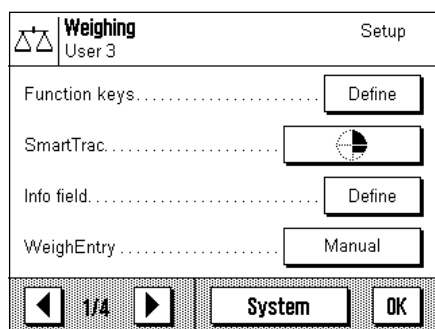 Weighing Setup
User 3
Function keys....................... Define
SmartTrac......................
Info field............................. Define
WeighEntry .................... Manual
1/4 System OK